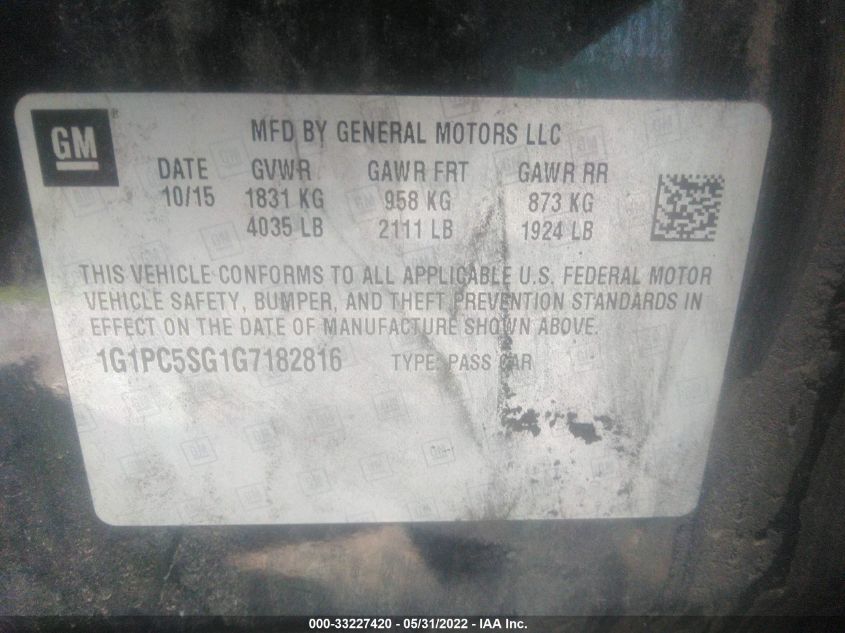 GM
MFD BY GENERAL MOTORS LLC
DATE GVWR GAWR FRT GAWR RR
10/15 1831 KG 958 KG 873 KG
4035 LB 2111 LB 1924 LB
THIS VEHICLE CONFORMS TO ALL APPLICABLE U.S. FEDERAL MOTOR
VEHICLE SAFETY, BUMPER, AND THEFT PREVENTION STANDARDS IN
EFFECT ON THE DATE OF MANUFACTURE SHOWN ABOVE.
1G1PC5SG1G7182816 TYPE: PASS CAR
000-33227420 - 05/31/2022 - IAA Inc.